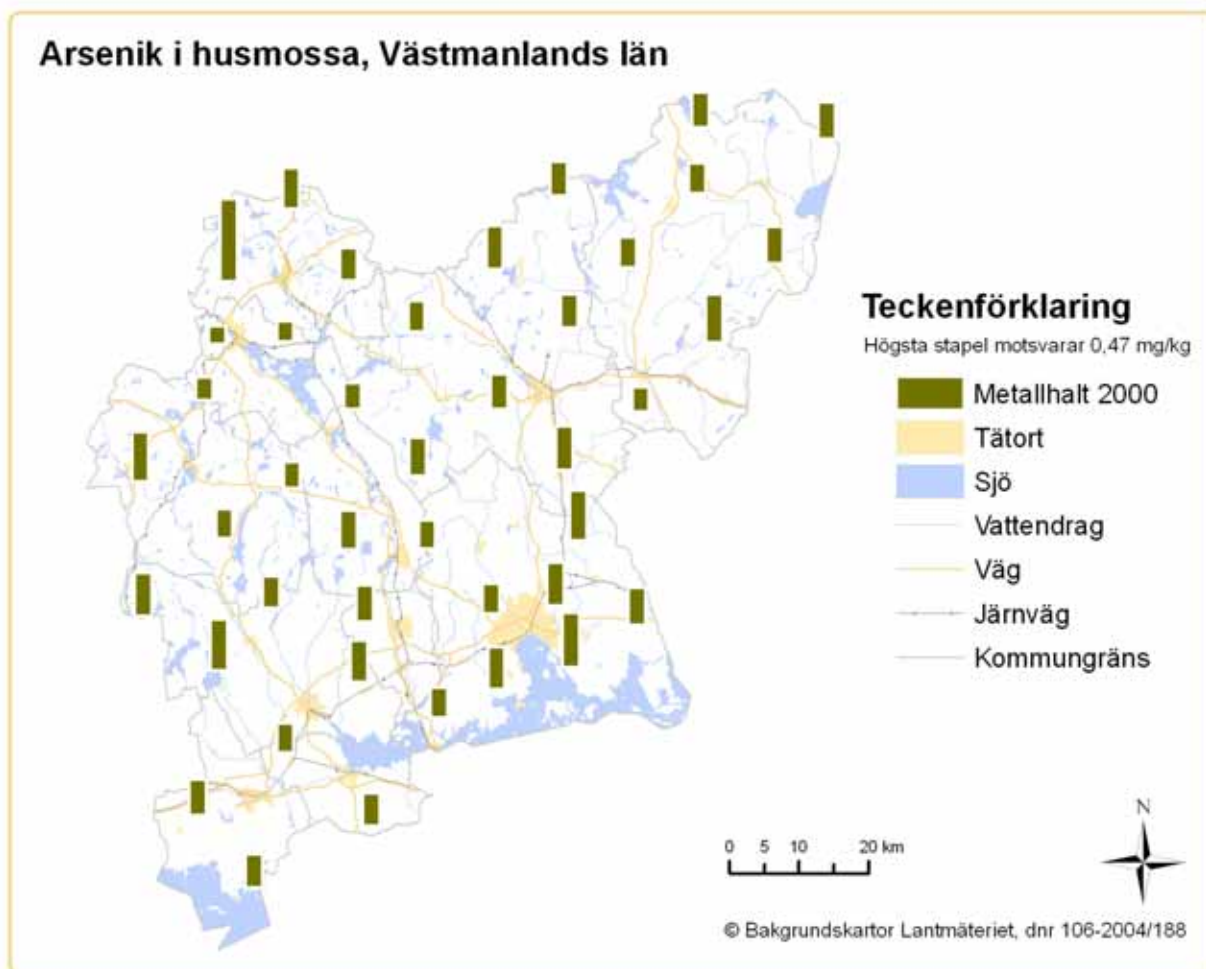 Arsenik i husmossa, Västmanlands län
Teckenförklaring
Högsta stapel motsvarar 0,47 mg/kg
Metallhalt 2000
Tätort
Sjö
Vattendrag
Väg
Järnväg
Kommungräns
N
0 5 10 20 km
© Bakgrundskartor Lantmäteriet, dnr 106-2004/188